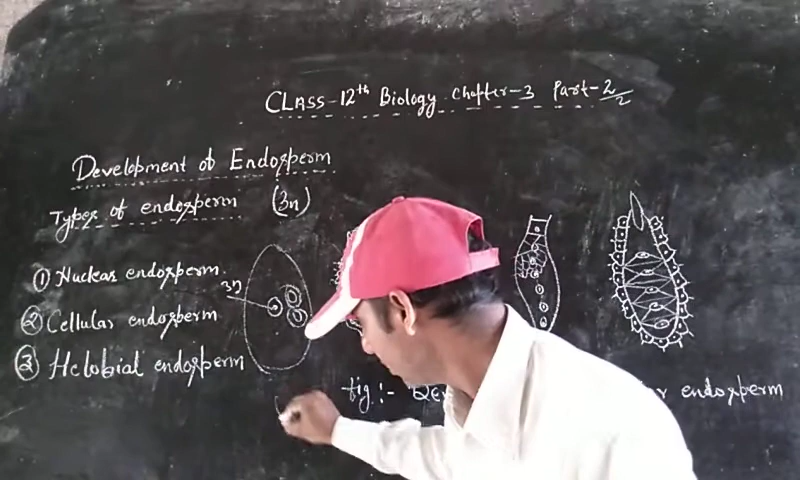 CLASS-12th Biology Chapter-3 Part-2/2
Development of Endosperm
Types of endosperm (3n)
① Nuclear endosperm.
② Cellular endosperm
③ Helobial endosperm
3n
fig:-
endosperm